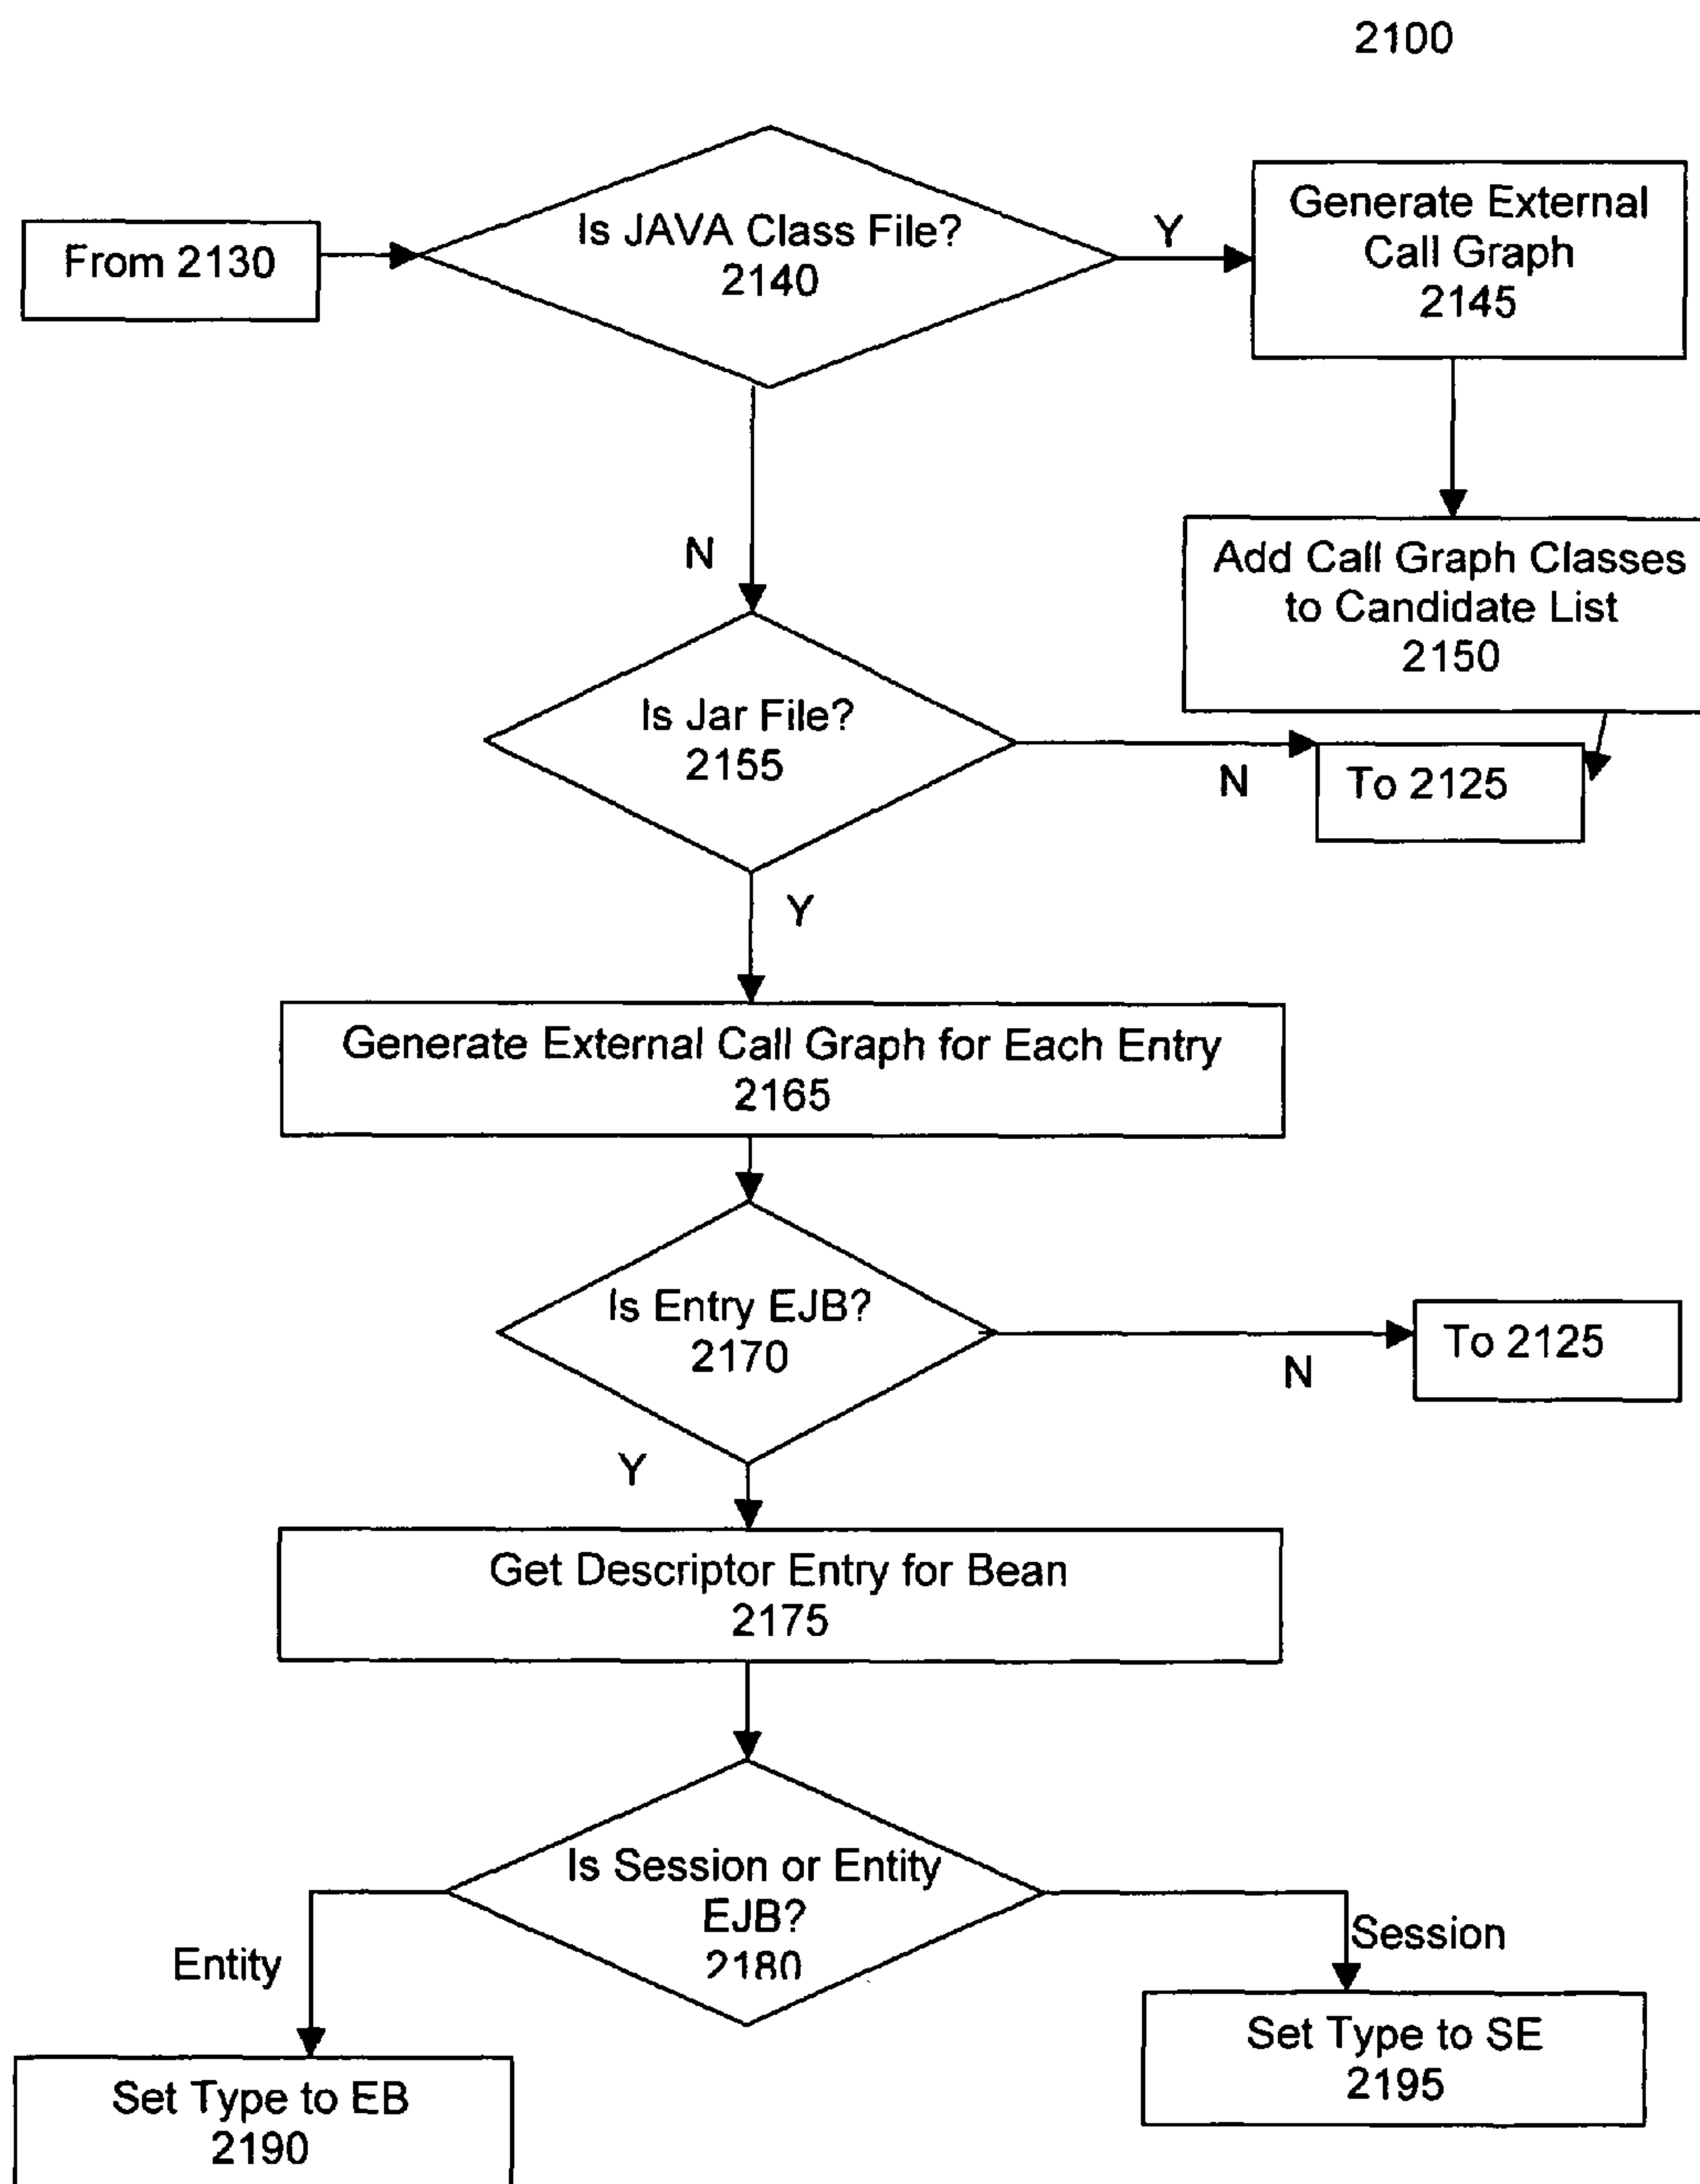 2100
From 2130
Is JAVA Class File?
2140
Y
Generate External
Call Graph
2145
N
Add Call Graph Classes
to Candidate List
2150
Is Jar File?
2155
N
To 2125
Y
Generate External Call Graph for Each Entry
2165
Is Entry EJB?
2170
N
To 2125
Y
Get Descriptor Entry for Bean
2175
Is Session or Entity
EJB?
2180
Entity
Session
Set Type to EB
2190
Set Type to SE
2195